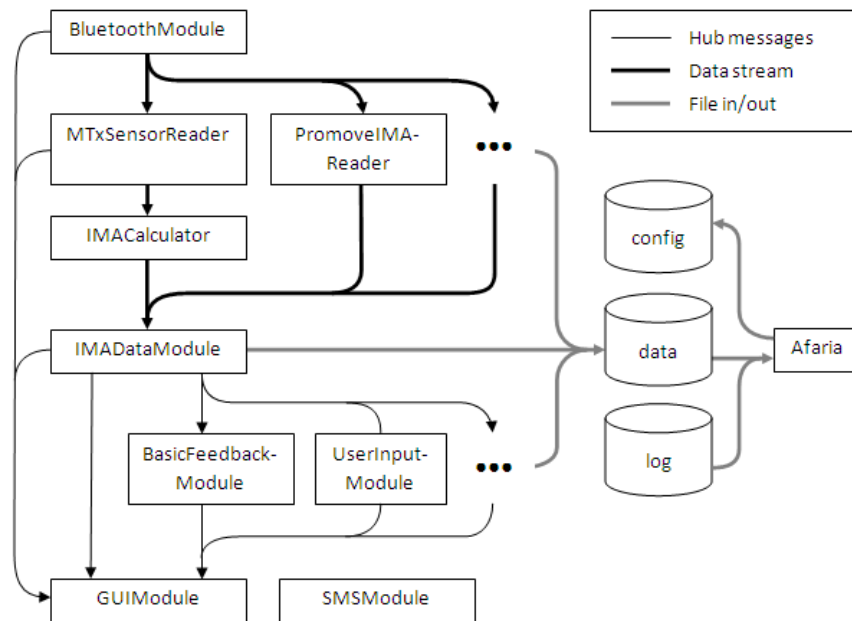 BluetoothModule
Hub messages
Data stream
File in/out
MTxSensorReader
PromoveIMA-
Reader
•••
IMACalculator
config
IMADataModule
data
Afaria
BasicFeedback-
Module
UserInput-
Module
•••
log
GUIModule
SMSModule